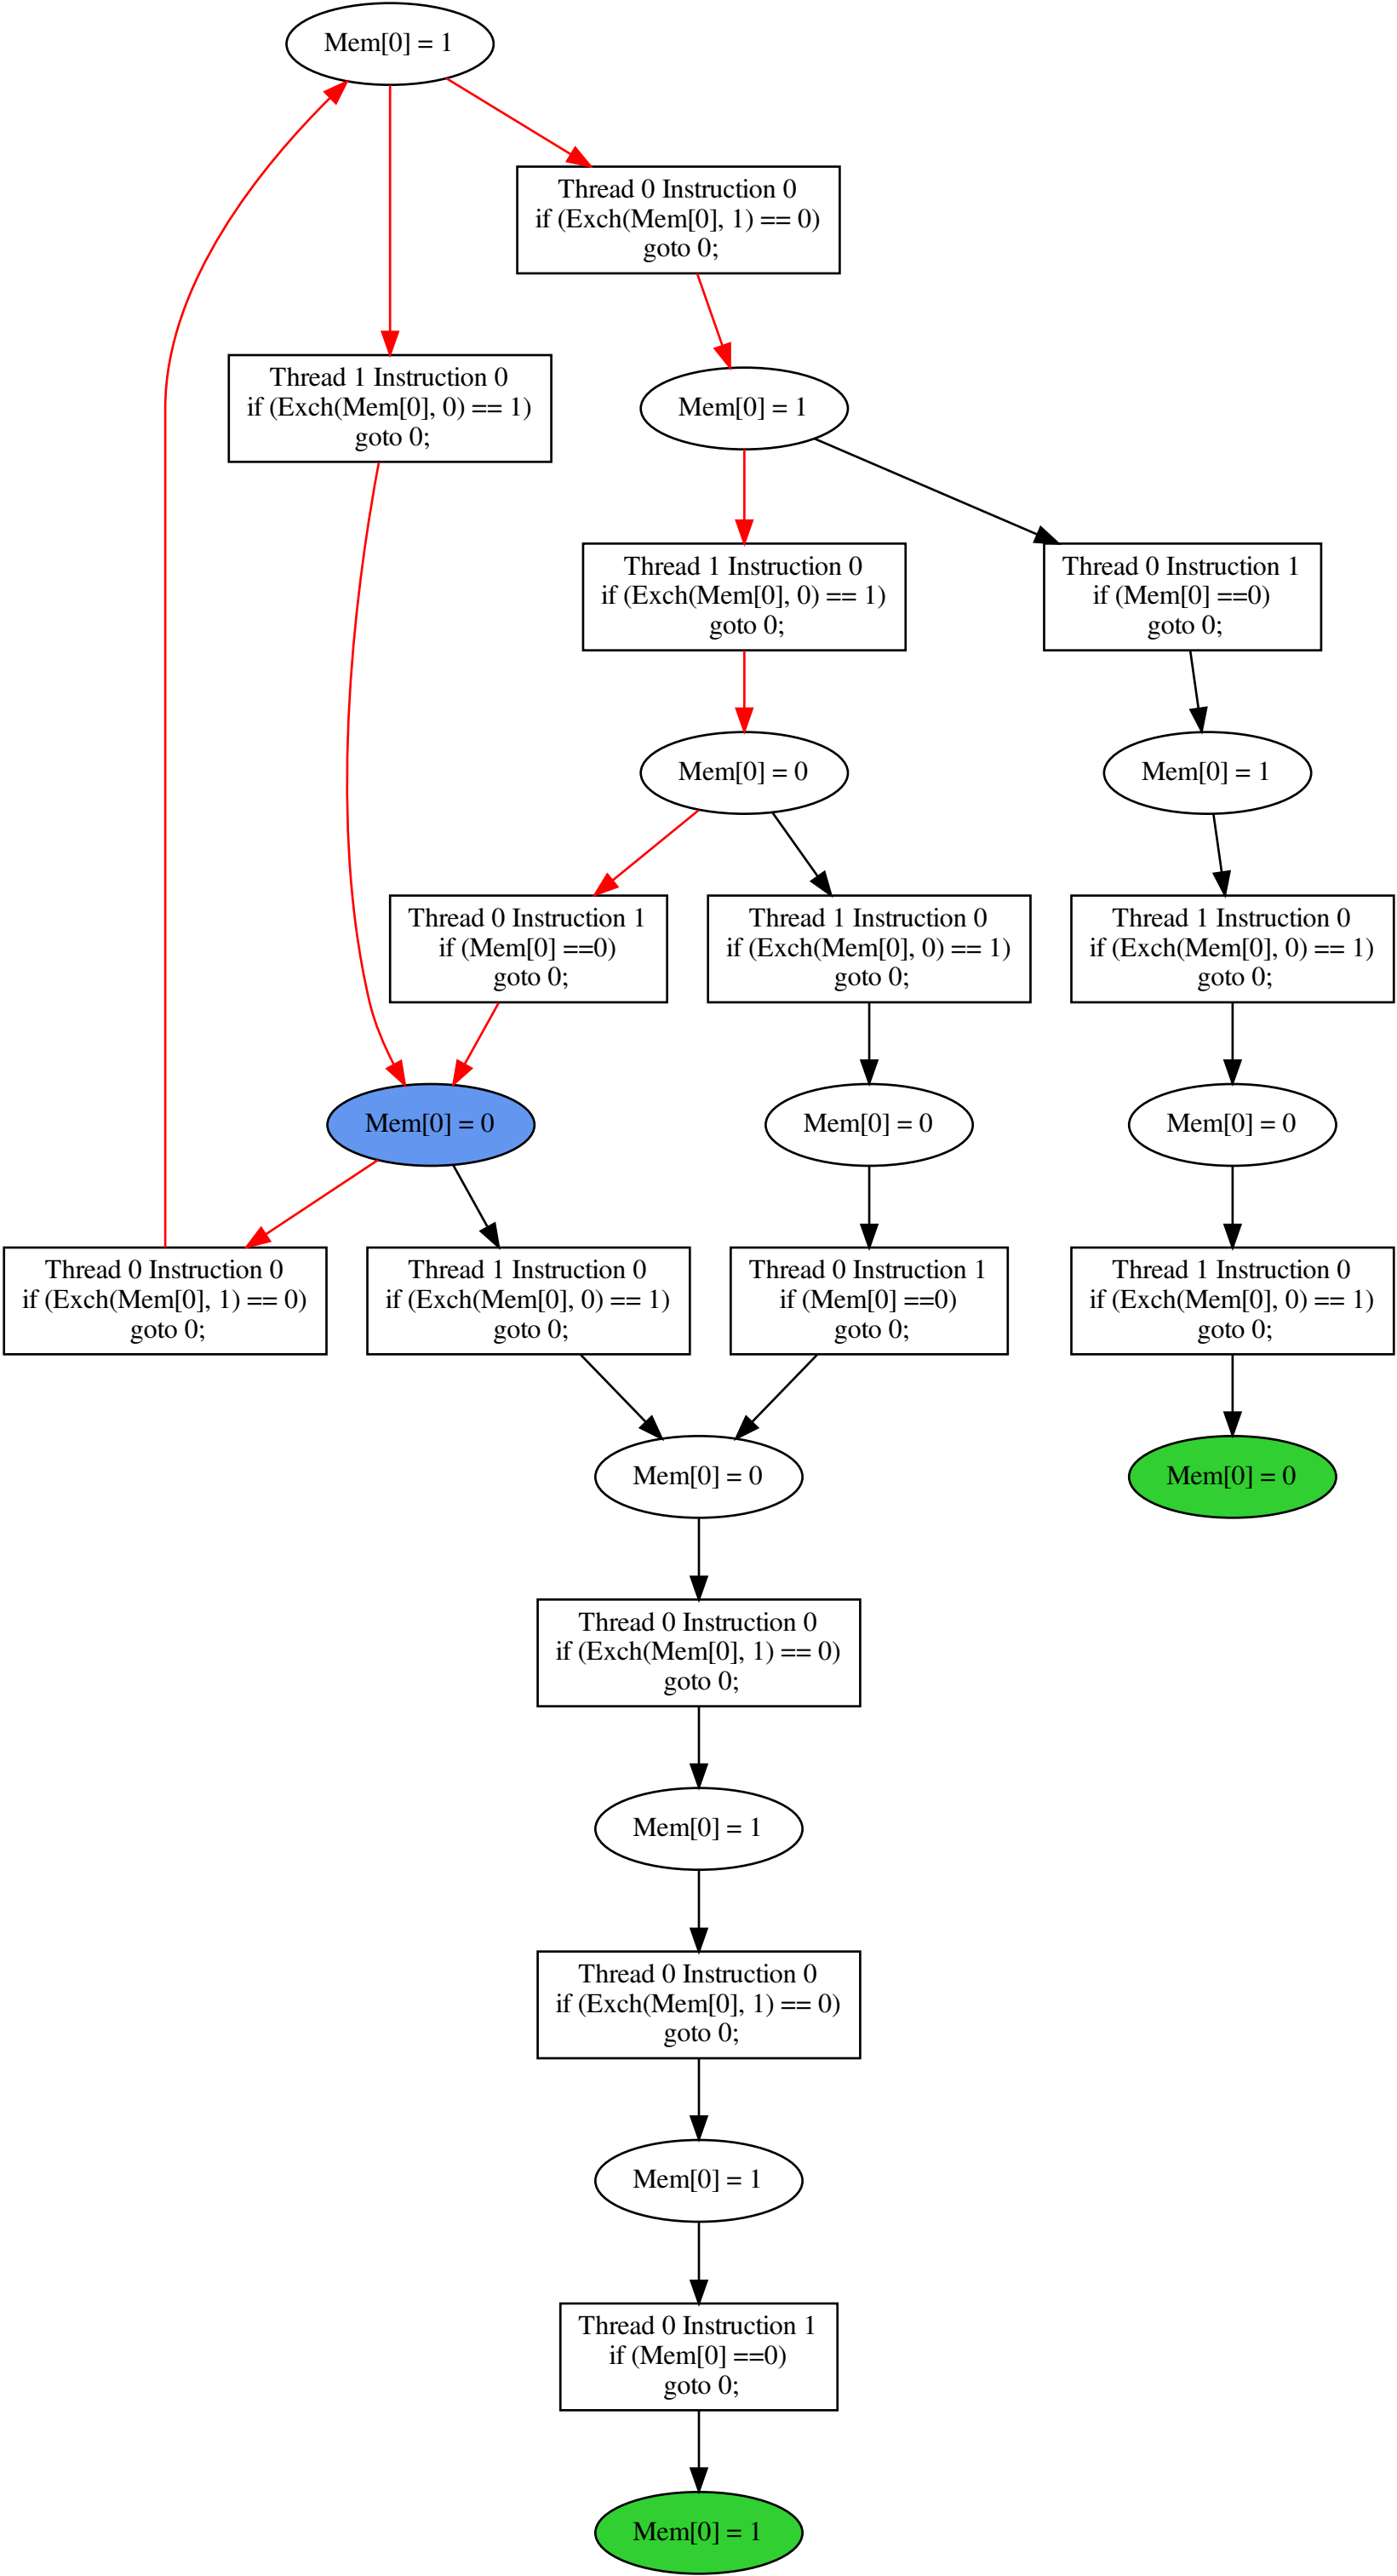 Mem[0] = 1
Thread 0 Instruction 0
if (Exch(Mem[0], 1) == 0)
goto 0;
Thread 1 Instruction 0
if (Exch(Mem[0], 0) == 1)
goto 0;
Mem[0] = 1
Thread 1 Instruction 0
if (Exch(Mem[0], 0) == 1)
goto 0;
Thread 0 Instruction 1
if (Mem[0] ==0)
goto 0;
Mem[0] = 0
Mem[0] = 1
Thread 0 Instruction 1
if (Mem[0] ==0)
goto 0;
Thread 1 Instruction 0
if (Exch(Mem[0], 0) == 1)
goto 0;
Thread 1 Instruction 0
if (Exch(Mem[0], 0) == 1)
goto 0;
Mem[0] = 0
Mem[0] = 0
Mem[0] = 0
Thread 0 Instruction 0
if (Exch(Mem[0], 1) == 0)
goto 0;
Thread 1 Instruction 0
if (Exch(Mem[0], 0) == 1)
goto 0;
Thread 0 Instruction 1
if (Mem[0] ==0)
goto 0;
Thread 1 Instruction 0
if (Exch(Mem[0], 0) == 1)
goto 0;
Mem[0] = 0
Mem[0] = 0
Thread 0 Instruction 0
if (Exch(Mem[0], 1) == 0)
goto 0;
Mem[0] = 1
Thread 0 Instruction 0
if (Exch(Mem[0], 1) == 0)
goto 0;
Mem[0] = 1
Thread 0 Instruction 1
if (Mem[0] ==0)
goto 0;
Mem[0] = 1